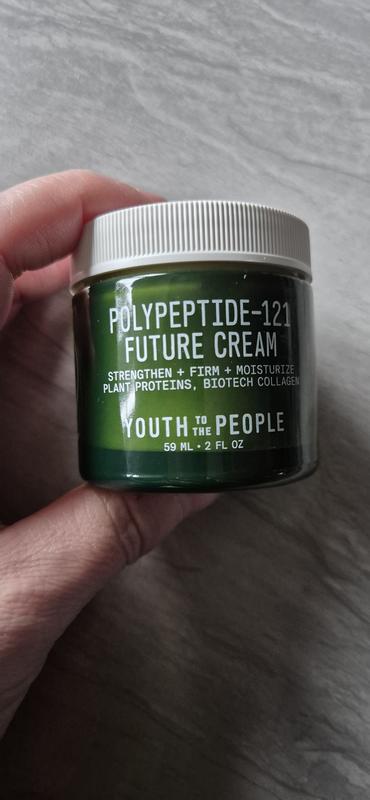 POLYPEPTIDE-121
FUTURE CREAM
STRENGTHEN + FIRM + MOISTURIZE
PLANT PROTEINS, BIOTECH COLLAGEN
YOUTH TO THE PEOPLE
59 ML • 2 FL OZ